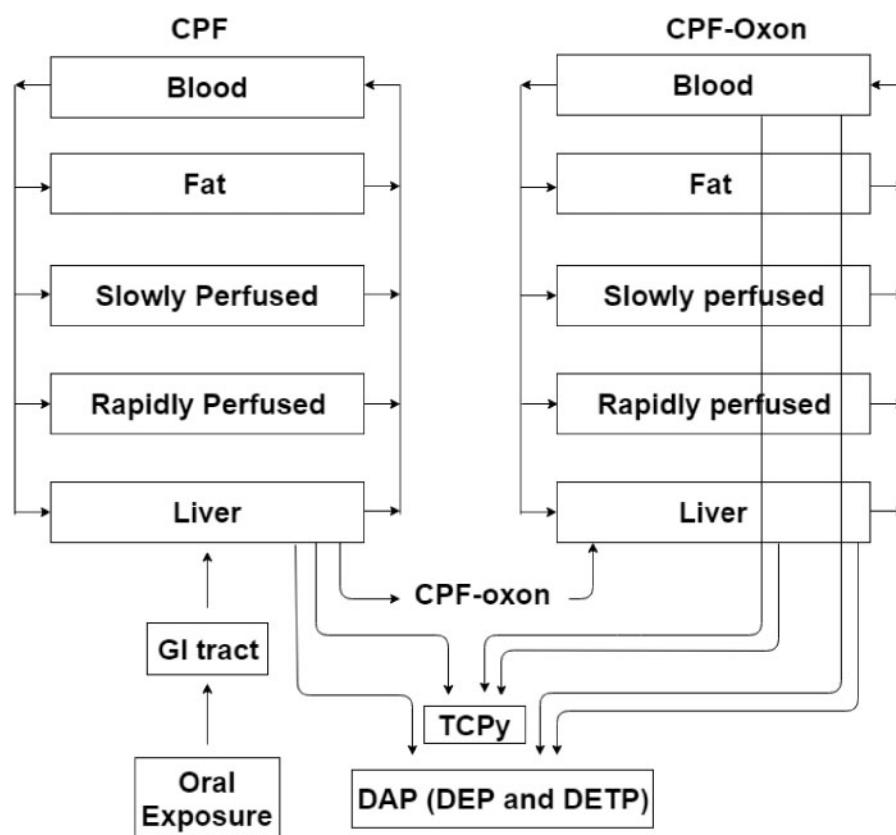 CPF
CPF-Oxon
Blood
Blood
Fat
Fat
Slowly Perfused
Slowly perfused
Rapidly Perfused
Rapidly perfused
Liver
Liver
CPF-oxon
GI tract
TCPy
Oral
Exposure
DAP (DEP and DETP)